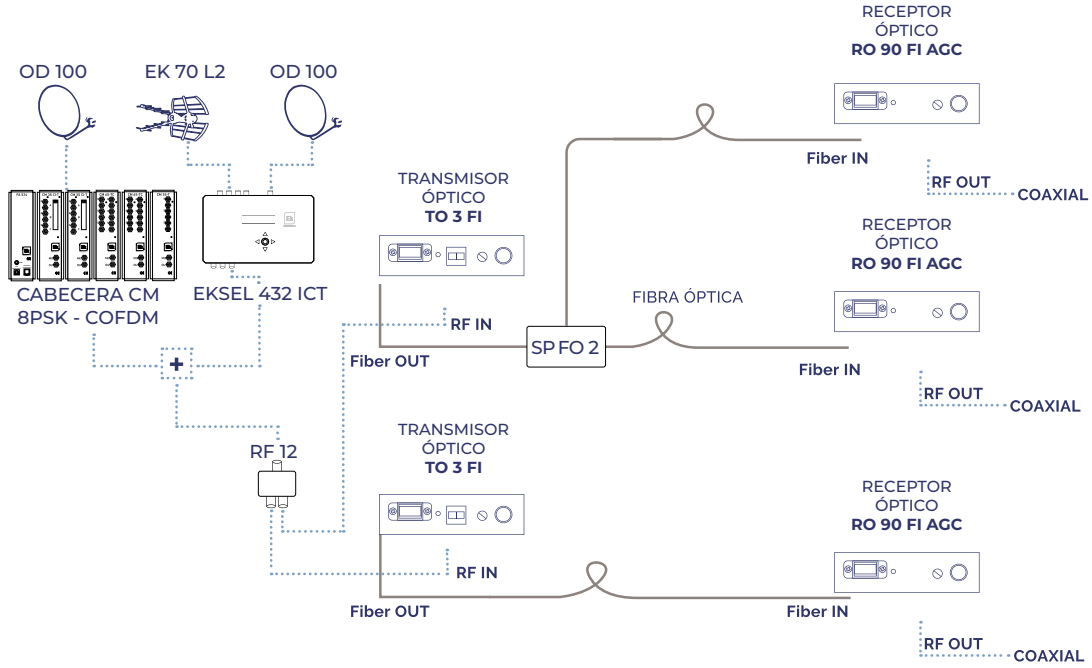 RECEPTOR
ÓPTICO
RO 90 FI AGC
OD 100
EK 70 L2
OD 100
Fiber IN
RF OUT
COAXIAL
TRANSMISOR
ÓPTICO
TO 3 FI
RECEPTOR
ÓPTICO
RO 90 FI AGC
CABECERA CM
8PSK - COFDM
EKSEL 432 ICT
FIBRA ÓPTICA
RF IN
Fiber OUT
SP FO 2
Fiber IN
RF OUT
COAXIAL
+
RF 12
TRANSMISOR
ÓPTICO
TO 3 FI
RECEPTOR
ÓPTICO
RO 90 FI AGC
RF IN
Fiber OUT
Fiber IN
RF OUT
COAXIAL